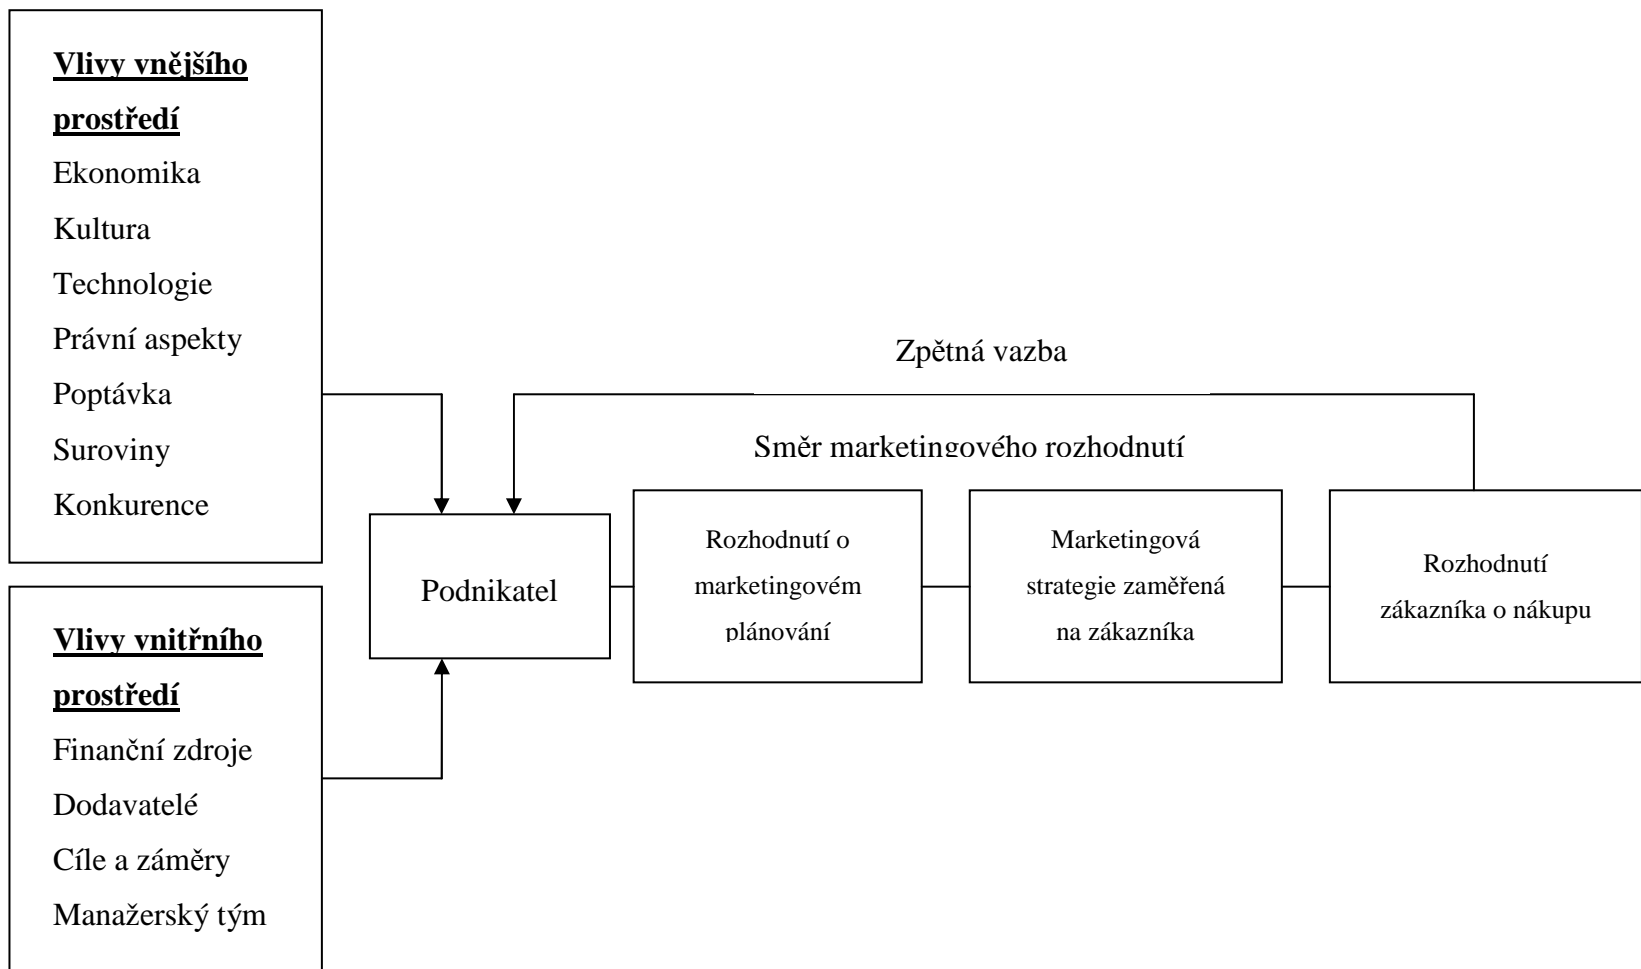 Vlivy vnějšího
prostředí
Ekonomika
Kultura
Technologie
Právní aspekty
Poptávka
Suroviny
Konkurence
Zpětná vazba
Směr marketingového rozhodnutí
Podnikatel
Rozhodnutí o
marketingovém
plánování
Marketingová
strategie zaměřená
na zákazníka
Rozhodnutí
zákazníka o nákupu
Vlivy vnitřního
prostředí
Finanční zdroje
Dodavatelé
Cíle a záměry
Manažerský tým